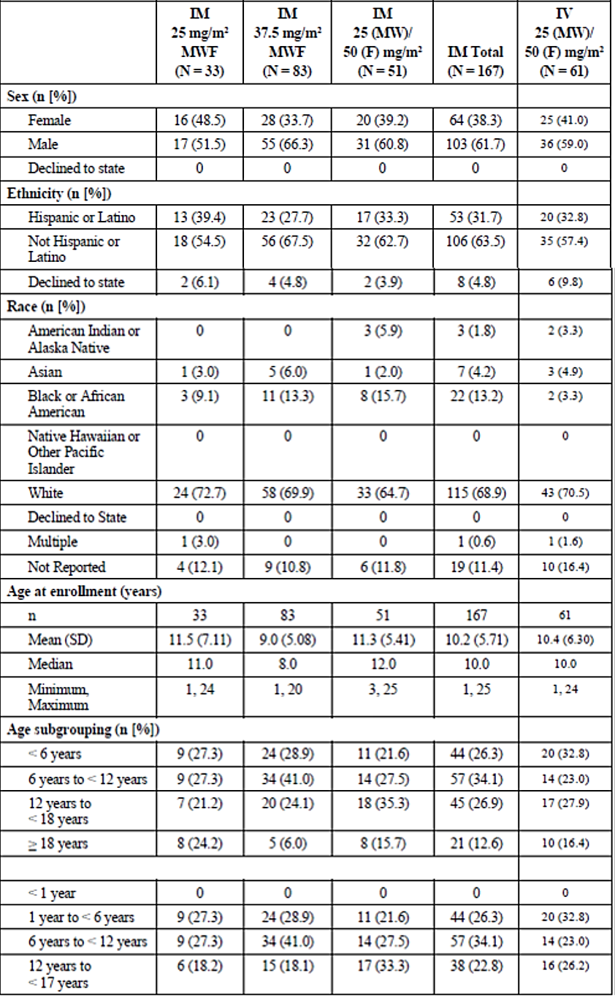 IM
25 mg/m²
MWF
(N = 33)
IM
37.5 mg/m²
MWF
(N = 83)
IM
25 (MW)/
50 (F) mg/m²
(N = 51)
IM Total
(N = 167)
IV
25 (MW)/
50 (F) mg/m²
(N = 61)
Sex (n [%])
Female 16 (48.5) 28 (33.7) 20 (39.2) 64 (38.3) 25 (41.0)
Male 17 (51.5) 55 (66.3) 31 (60.8) 103 (61.7) 36 (59.0)
Declined to state 0 0 0 0 0
Ethnicity (n [%])
Hispanic or Latino 13 (39.4) 23 (27.7) 17 (33.3) 53 (31.7) 20 (32.8)
Not Hispanic or 18 (54.5) 56 (67.5) 32 (62.7) 106 (63.5) 35 (57.4)
Latino
Declined to state 2 (6.1) 4 (4.8) 2 (3.9) 8 (4.8) 6 (9.8)
Race (n [%])
American Indian or 0 0 3 (5.9) 3 (1.8) 2 (3.3)
Alaska Native
Asian 1 (3.0) 5 (6.0) 1 (2.0) 7 (4.2) 3 (4.9)
Black or African 3 (9.1) 11 (13.3) 8 (15.7) 22 (13.2) 2 (3.3)
American
Native Hawaiian or 0 0 0 0 0
Other Pacific
Islander
White 24 (72.7) 58 (69.9) 33 (64.7) 115 (68.9) 43 (70.5)
Declined to State 0 0 0 0 0
Multiple 1 (3.0) 0 0 1 (0.6) 1 (1.6)
Not Reported 4 (12.1) 9 (10.8) 6 (11.8) 19 (11.4) 10 (16.4)
Age at enrollment (years)
n 33 83 51 167 61
Mean (SD) 11.5 (7.11) 9.0 (5.08) 11.3 (5.41) 10.2 (5.71) 10.4 (6.30)
Median 11.0 8.0 12.0 10.0 10.0
Minimum, 1, 24 1, 20 3, 25 1, 25 1, 24
Maximum
Age subgrouping (n [%])
< 6 years 9 (27.3) 24 (28.9) 11 (21.6) 44 (26.3) 20 (32.8)
6 years to < 12 years 9 (27.3) 34 (41.0) 14 (27.5) 57 (34.1) 14 (23.0)
12 years to 7 (21.2) 20 (24.1) 18 (35.3) 45 (26.9) 17 (27.9)
< 18 years
≥ 18 years 8 (24.2) 5 (6.0) 8 (15.7) 21 (12.6) 10 (16.4)
< 1 year 0 0 0 0 0
1 year to < 6 years 9 (27.3) 24 (28.9) 11 (21.6) 44 (26.3) 20 (32.8)
6 years to < 12 years 9 (27.3) 34 (41.0) 14 (27.5) 57 (34.1) 14 (23.0)
12 years to 6 (18.2) 15 (18.1) 17 (33.3) 38 (22.8) 16 (26.2)
< 17 years